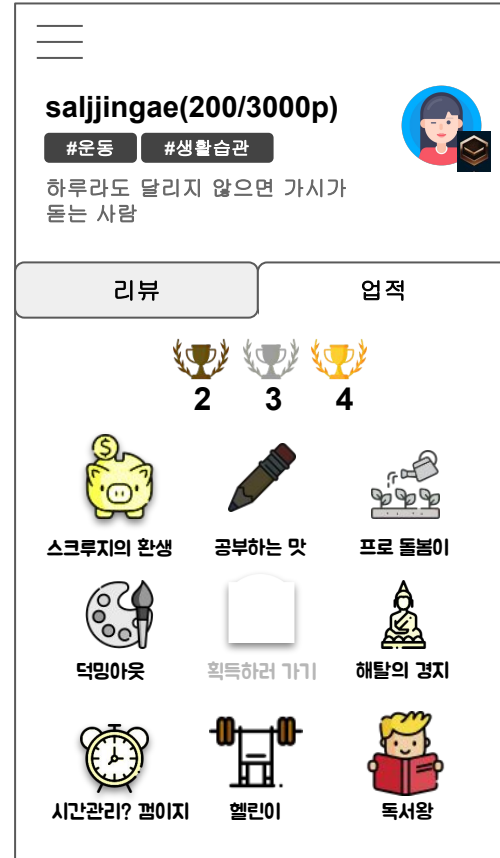 saljjingae(200/3000p)
#운동 #생활습관
하루라도 달리지 않으면 가시가
돋는 사람
리뷰 업적
2 3 4
$
스크루지의 환생 공부하는 맛 프로 돌봄이
덕밍아웃 획득하러 가기 해탈의 경지
시간관리? 껌이지 헬린이 독서왕